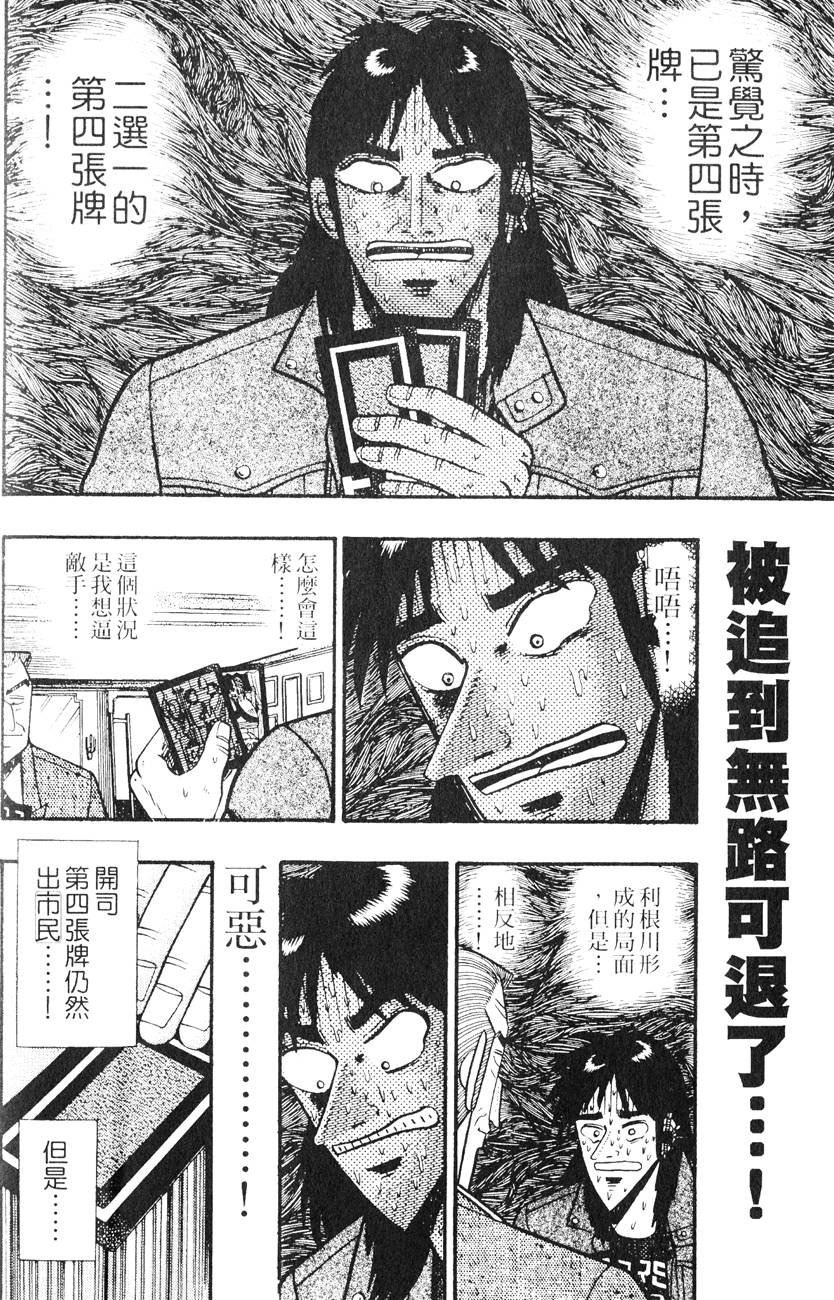 驚覺之時，
已是第四張
牌…
二選一的
第四張牌
…！
被追到無路可退了…！
唔唔…！
怎麼會這
樣……！
這個狀況
是我想逼
敵手……
利根川形
成的局面
，但是…
相反地
……！
可惡…………！
開司
第四張牌仍然
出市民……！
但是……